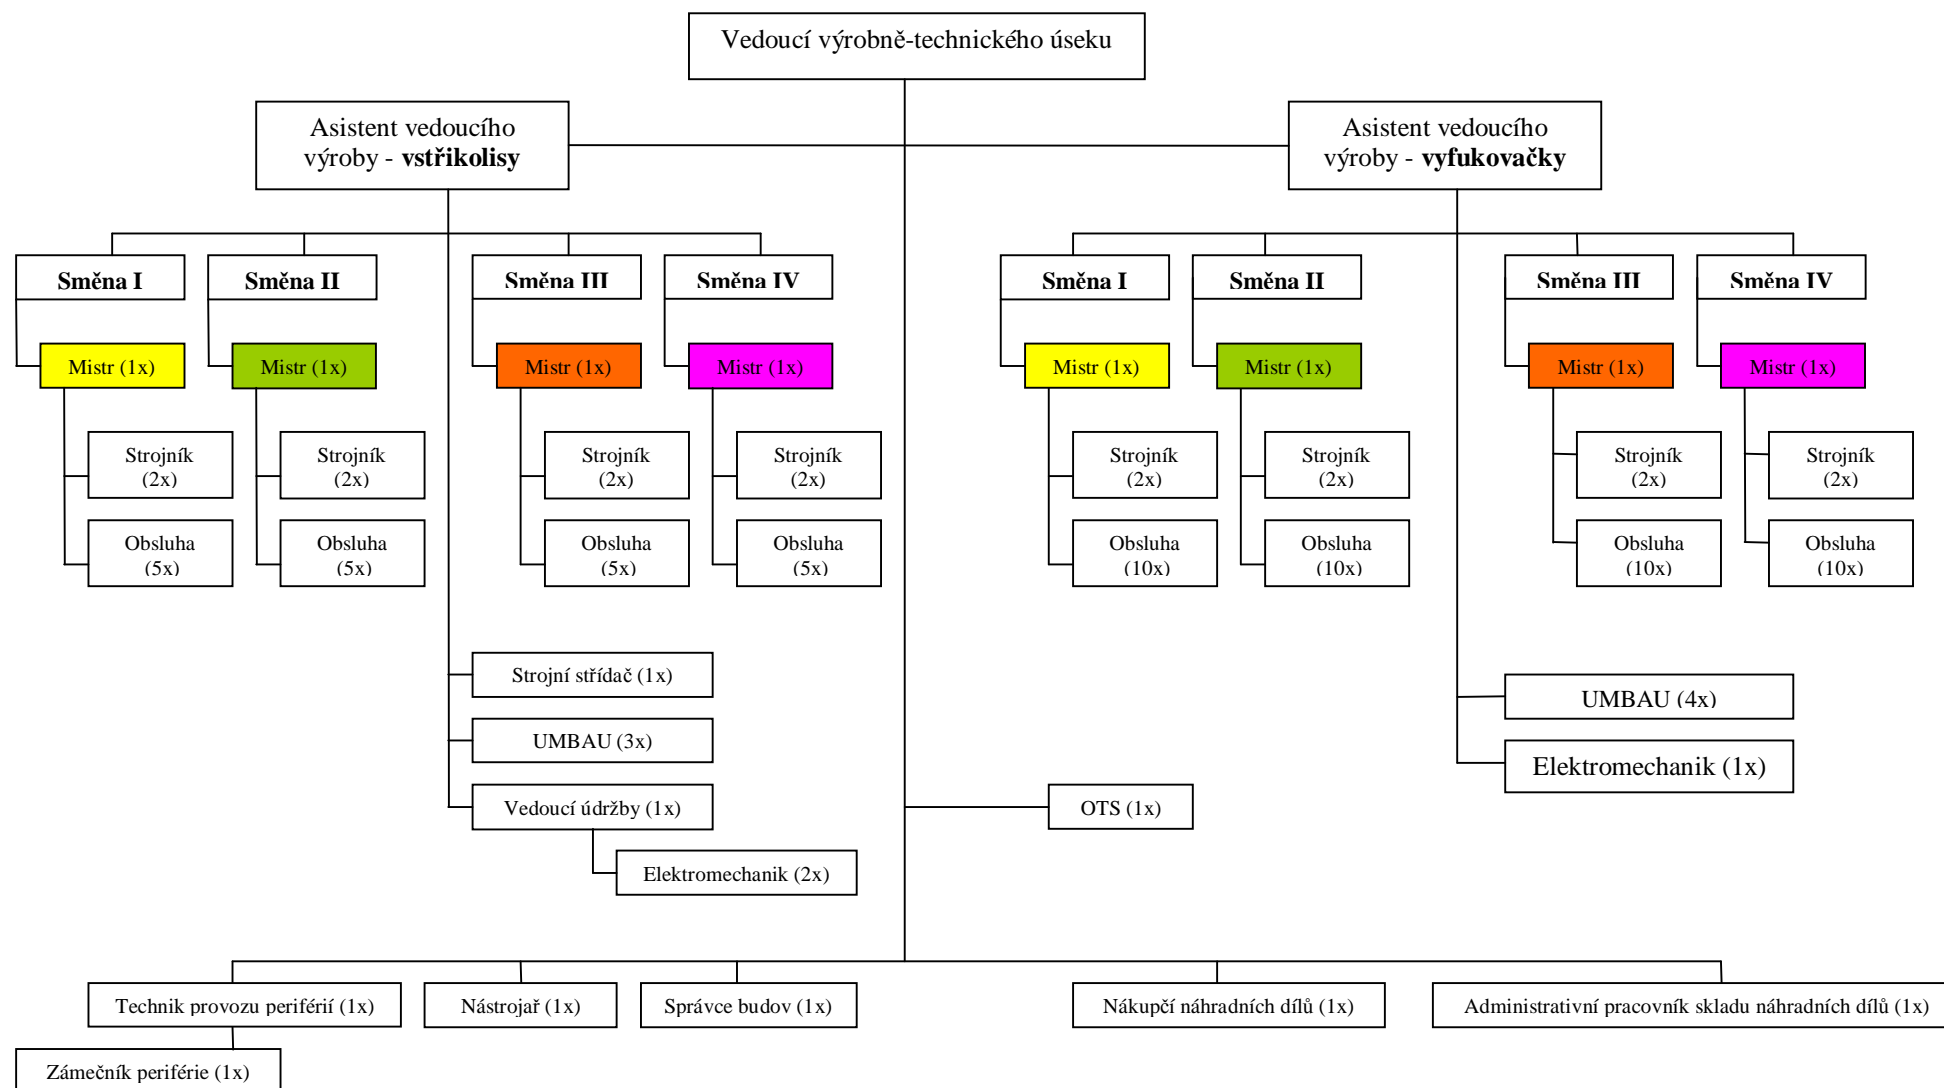 Vedoucí výrobně-technického úseku
Asistent vedoucího
výroby - vstřikolisy
Asistent vedoucího
výroby - vyfukovačky
Směna I
Směna II
Směna III
Směna IV
Směna I
Směna II
Směna III
Směna IV
Mistr (1x)
Mistr (1x)
Mistr (1x)
Mistr (1x)
Mistr (1x)
Mistr (1x)
Mistr (1x)
Mistr (1x)
Strojník
(2x)
Strojník
(2x)
Strojník
(2x)
Strojník
(2x)
Strojník
(2x)
Strojník
(2x)
Strojník
(2x)
Strojník
(2x)
Obsluha
(5x)
Obsluha
(5x)
Obsluha
(5x)
Obsluha
(5x)
Obsluha
(10x)
Obsluha
(10x)
Obsluha
(10x)
Obsluha
(10x)
Strojní střídač (1x)
UMBAU (4x)
UMBAU (3x)
Elektromechanik (1x)
Vedoucí údržby (1x)
OTS (1x)
Elektromechanik (2x)
Technik provozu periférií (1x)
Nástrojař (1x)
Správce budov (1x)
Nákupčí náhradních dílů (1x)
Administrativní pracovník skladu náhradních dílů (1x)
Zámečník periférie (1x)